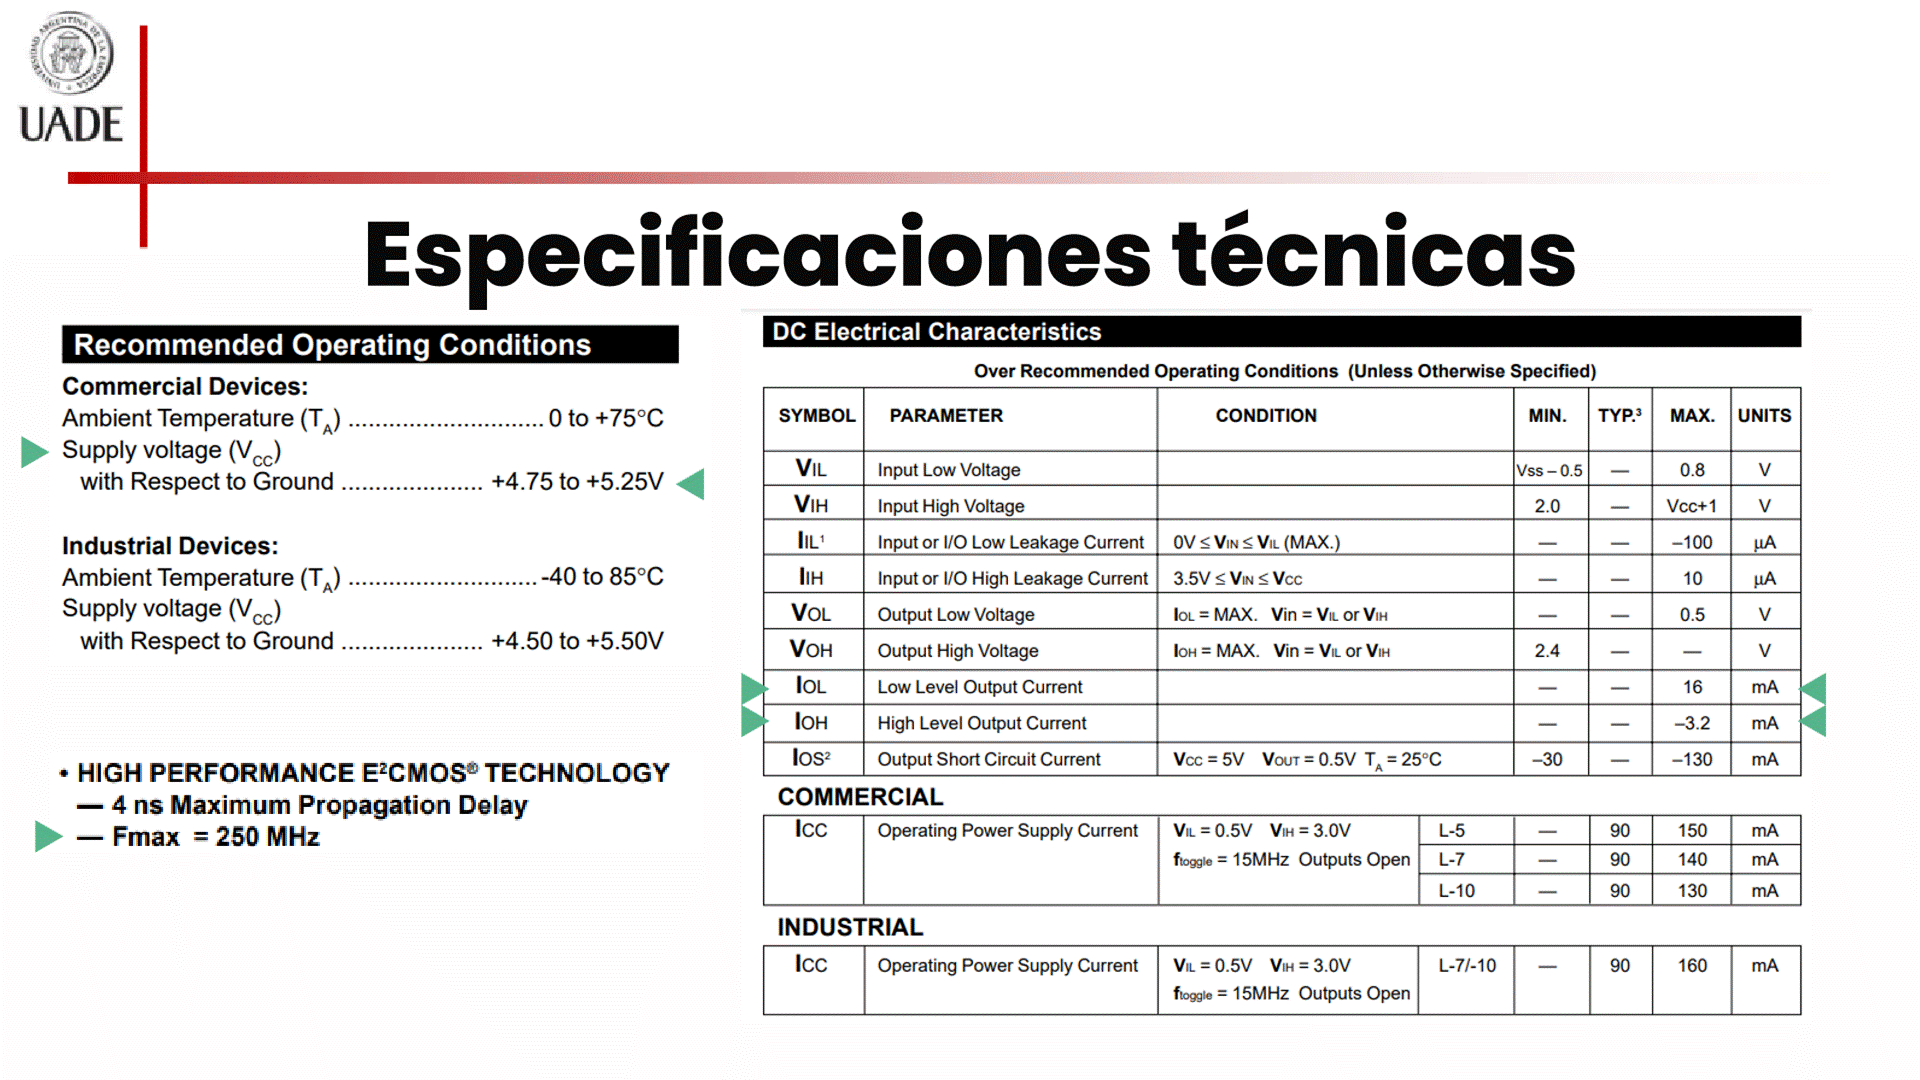 UNIVERSIDAD ARGENTINA DE LA EMPRESA
UADE
Especificaciones técnicas
Recommended Operating Conditions
Commercial Devices:
Ambient Temperature (TA) ............................. 0 to +75°C
Supply voltage (VCC)
with Respect to Ground ..................... +4.75 to +5.25V
Industrial Devices:
Ambient Temperature (TA) ............................ -40 to 85°C
Supply voltage (VCC)
with Respect to Ground ..................... +4.50 to +5.50V
• HIGH PERFORMANCE E²CMOS® TECHNOLOGY
— 4 ns Maximum Propagation Delay
— Fmax = 250 MHz
DC Electrical Characteristics
Over Recommended Operating Conditions (Unless Otherwise Specified)
SYMBOL PARAMETER CONDITION MIN. TYP.³ MAX. UNITS
VIL Input Low Voltage Vss – 0.5 — 0.8 V
VIH Input High Voltage 2.0 — Vcc+1 V
IIL¹ Input or I/O Low Leakage Current 0V ≤ VIN ≤ VIL (MAX.) — — –100 μA
IIH Input or I/O High Leakage Current 3.5V ≤ VIN ≤ VCC — — 10 μA
VOL Output Low Voltage IOL = MAX. Vin = VIL or VIH — — 0.5 V
VOH Output High Voltage IOH = MAX. Vin = VIL or VIH 2.4 — — V
IOL Low Level Output Current — — 16 mA
IOH High Level Output Current — — –3.2 mA
IOS² Output Short Circuit Current VCC = 5V VOUT = 0.5V TA = 25°C –30 — –130 mA
COMMERCIAL
ICC Operating Power Supply Current VIL = 0.5V VIH = 3.0V L-5 — 90 150 mA
ftoggle = 15MHz Outputs Open L-7 — 90 140 mA
L-10 — 90 130 mA
INDUSTRIAL
ICC Operating Power Supply Current VIL = 0.5V VIH = 3.0V L-7/-10 — 90 160 mA
ftoggle = 15MHz Outputs Open